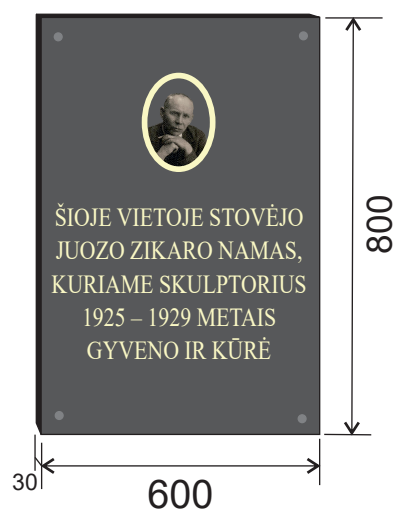 ŠIOJE VIETOJE STOVĖJO
JUOZO ZIKARO NAMAS,
KURIAME SKULPTORIUS
1925 – 1929 METAIS
GYVENO IR KŪRĖ
800
30
600